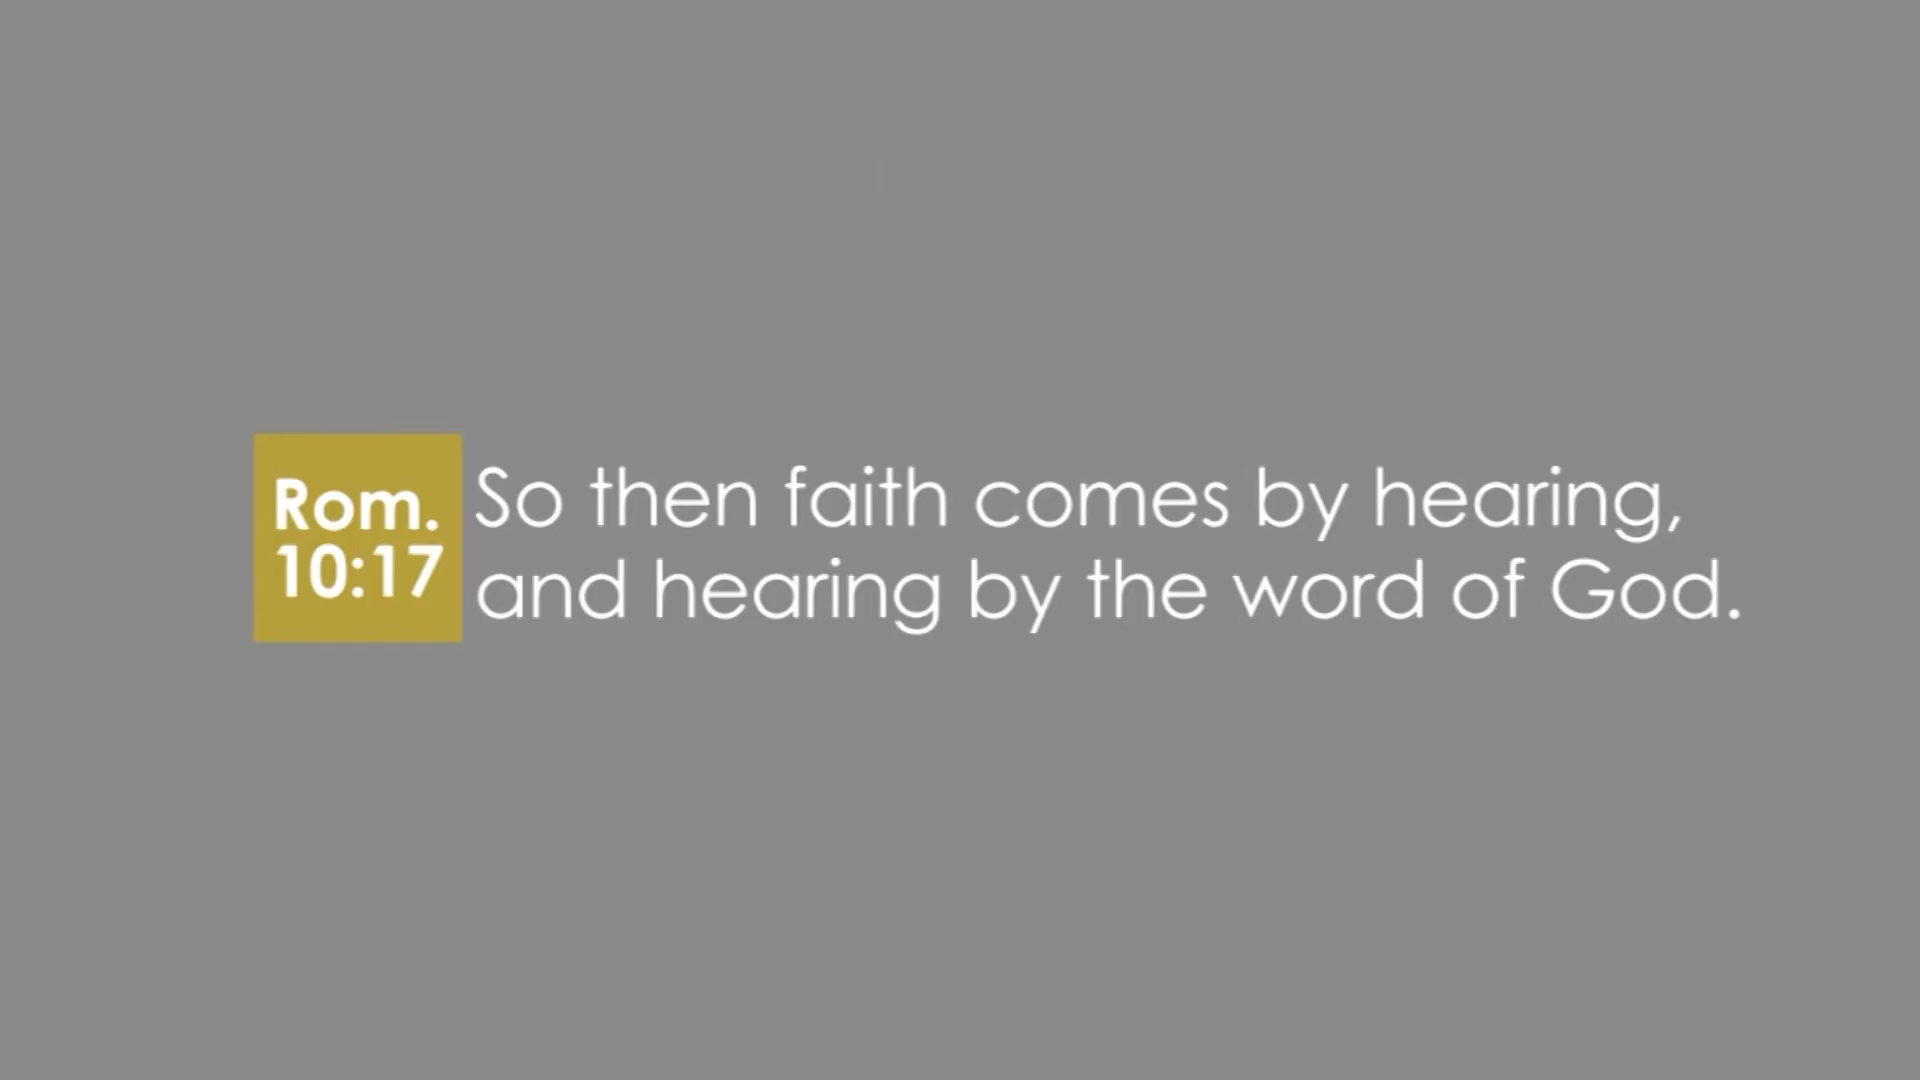 Rom.
10:17
So then faith comes by hearing,
and hearing by the word of God.